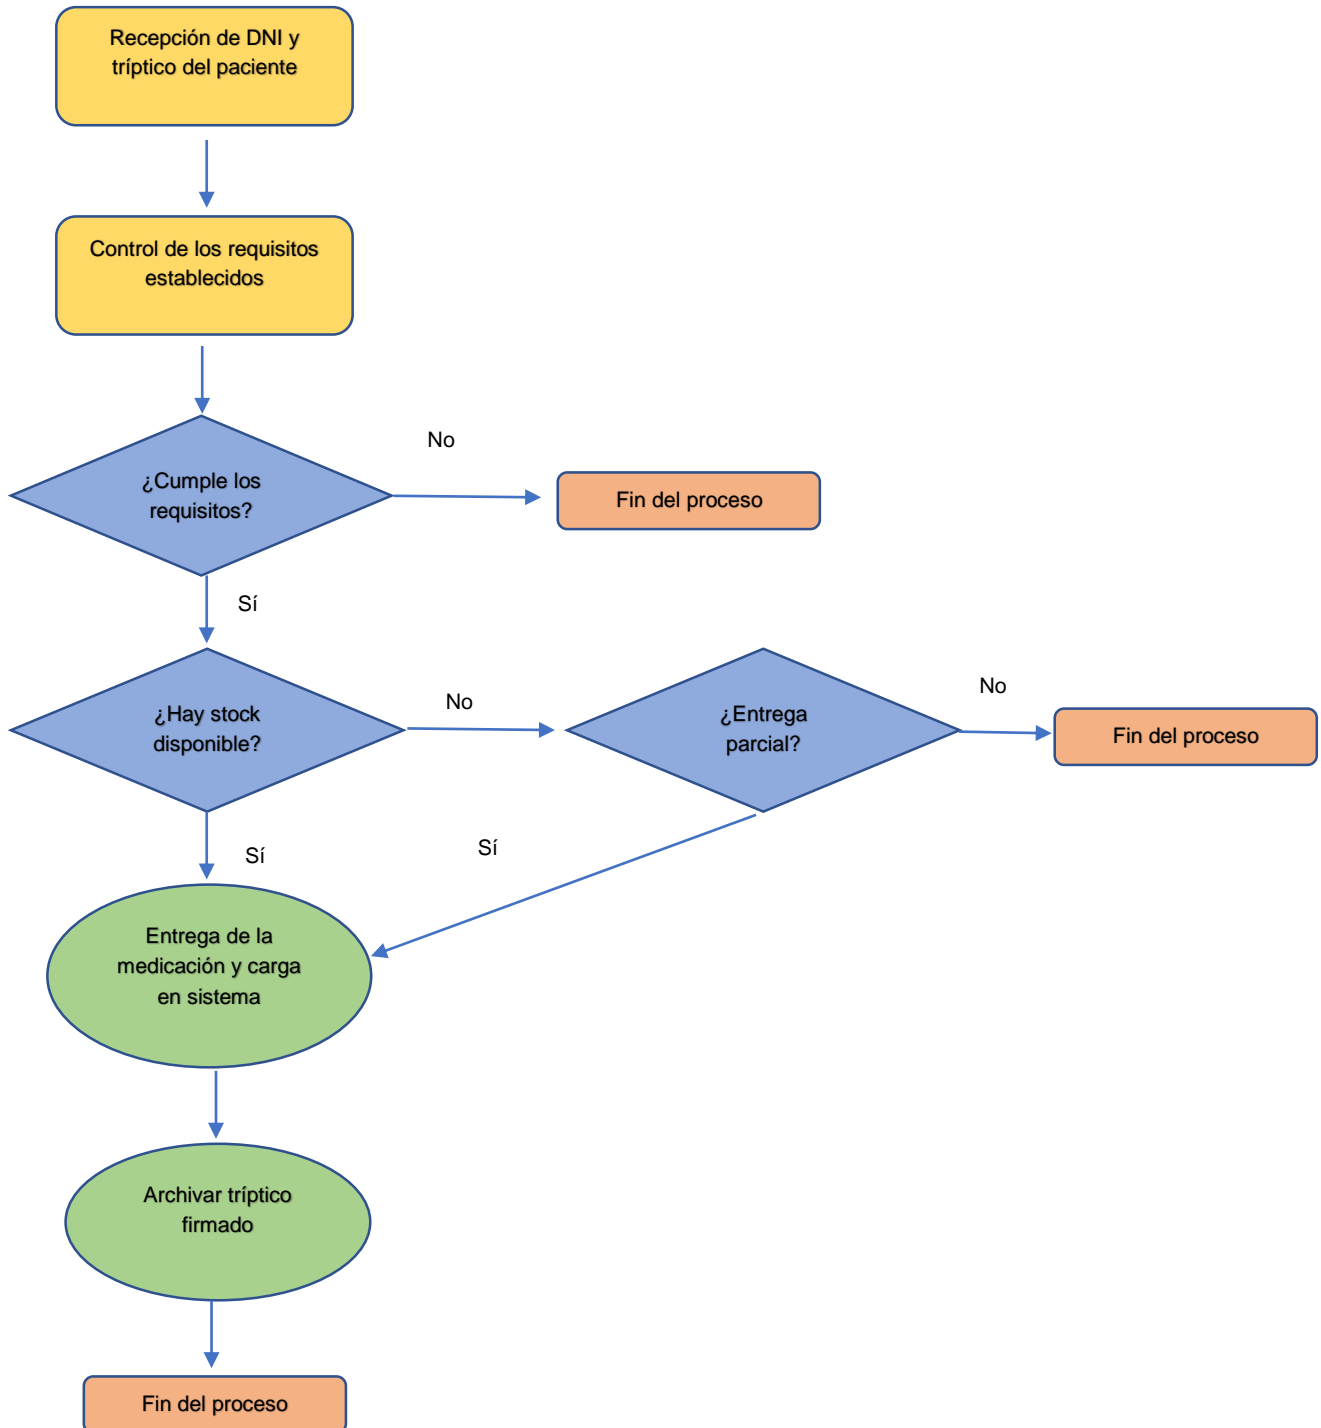 Recepción de DNI y
tríptico del paciente
Control de los requisitos
establecidos
¿Cumple los
requisitos?
No
Fin del proceso
Sí
¿Hay stock
disponible?
No
¿Entrega
parcial?
No
Fin del proceso
Sí
Sí
Entrega de la
medicación y carga
en sistema
Archivar tríptico
firmado
Fin del proceso